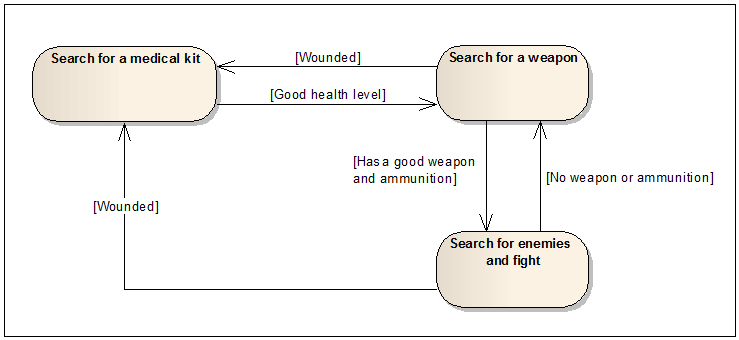 Search for a medical kit
[Wounded]
Search for a weapon
[Good health level]
[Has a good weapon
and ammunition]
[No weapon or ammunition]
[Wounded]
Search for enemies
and fight